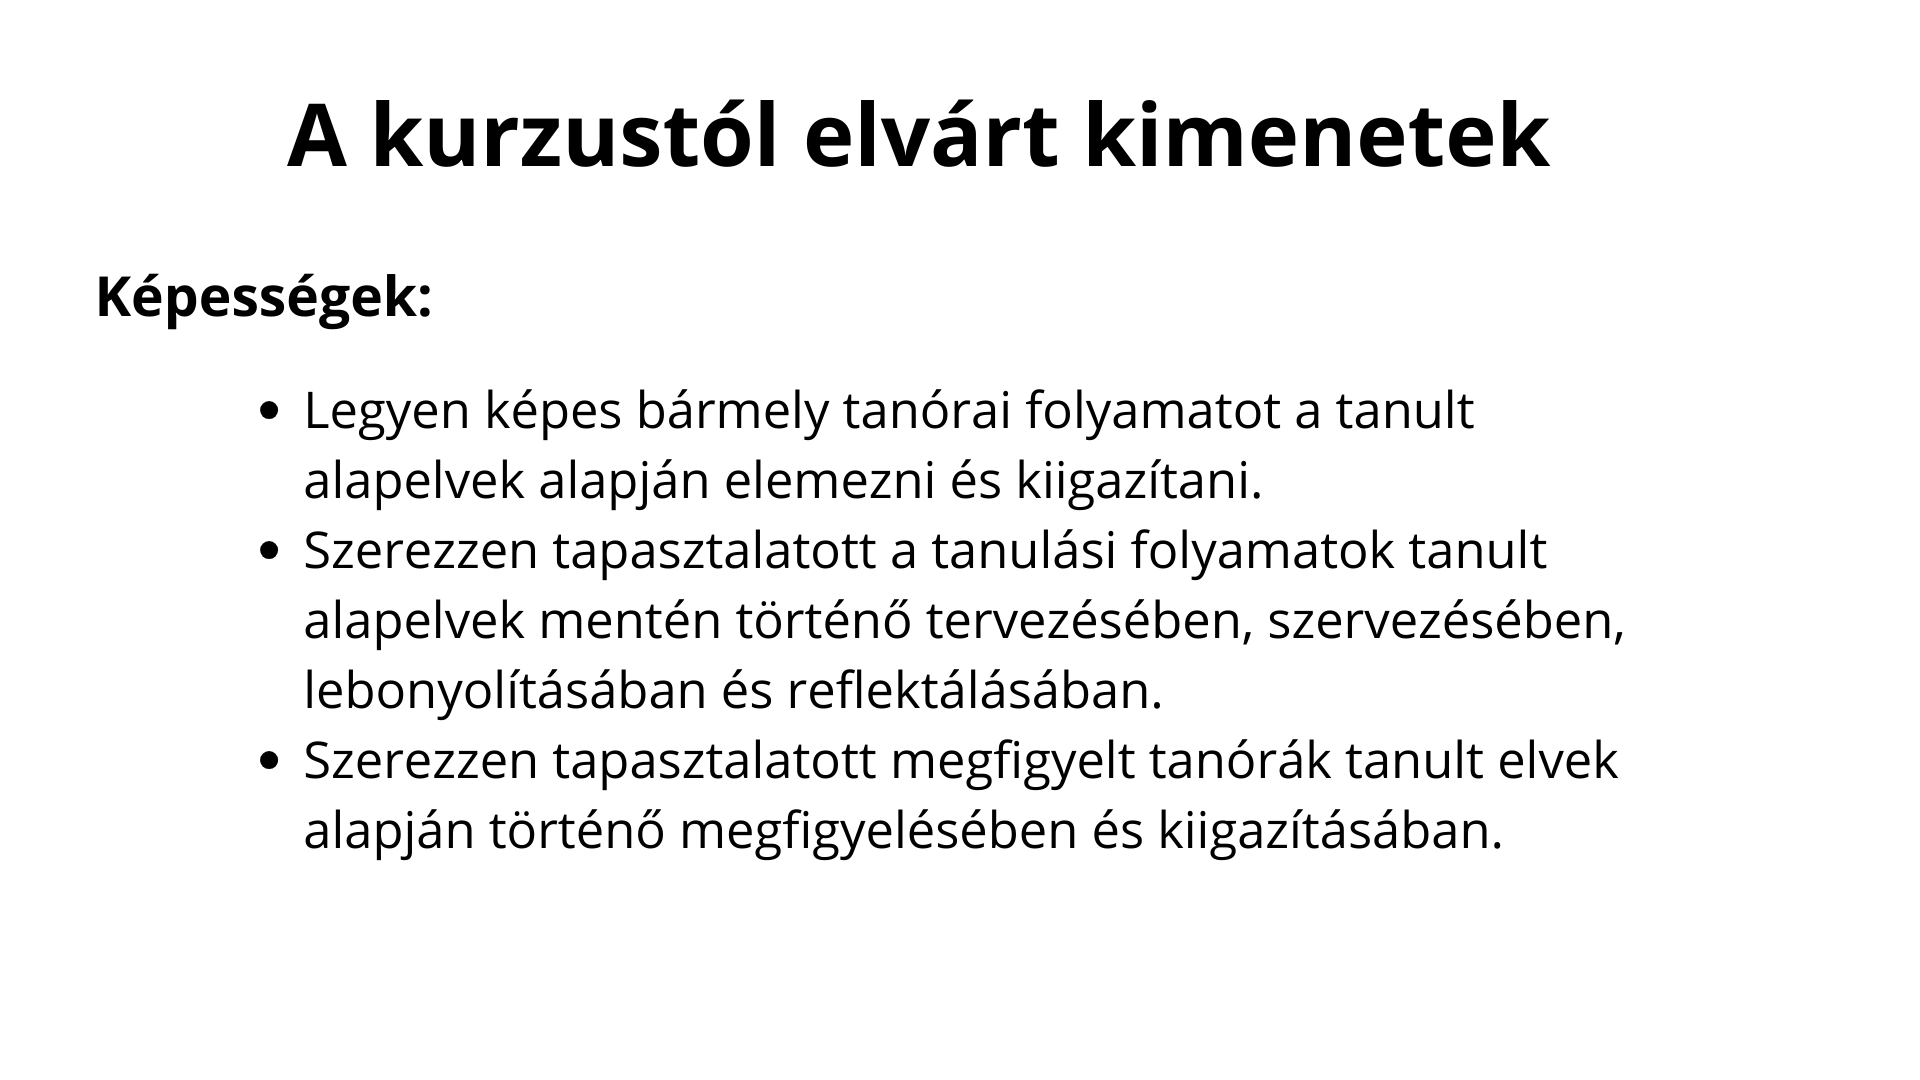 A kurzustól elvárt kimenetek
Képességek:
• Legyen képes bármely tanórai folyamatot a tanult
alapelvek alapján elemezni és kiigazítani.
• Szerezzen tapasztalatott a tanulási folyamatok tanult
alapelvek mentén történő tervezésében, szervezésében,
lebonyolításában és reflektálásában.
• Szerezzen tapasztalatott megfigyelt tanórák tanult elvek
alapján történő megfigyelésében és kiigazításában.